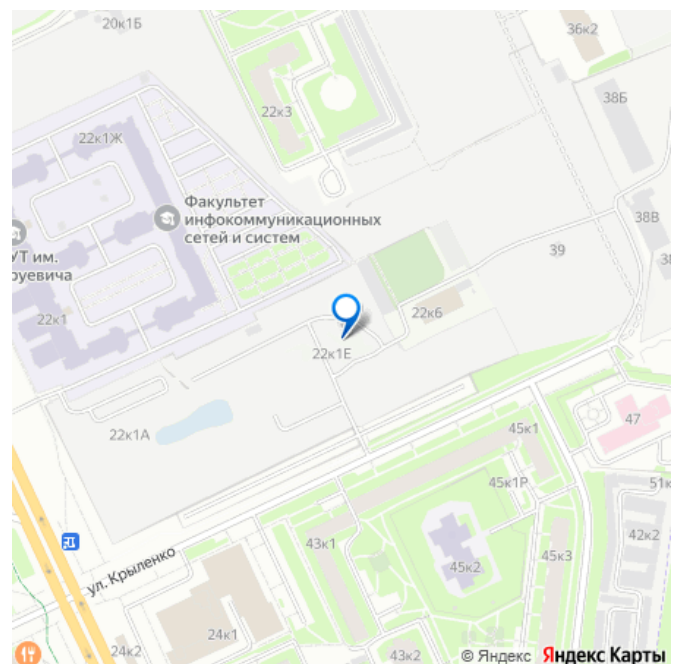 20к1Б
36к2
22к3
38Б
22к1Ж
Факультет
инфокоммуникационных
сетей и систем
38В
УТ им.
руевича
39
22к1
22к6
22к1Е
47
22к1А
45к1
45к1Р
51к
42к2
43к1
45к3
45к2
ул. Крыленко
24к1
24к2
43к2
© Яндекс Яндекс Карты